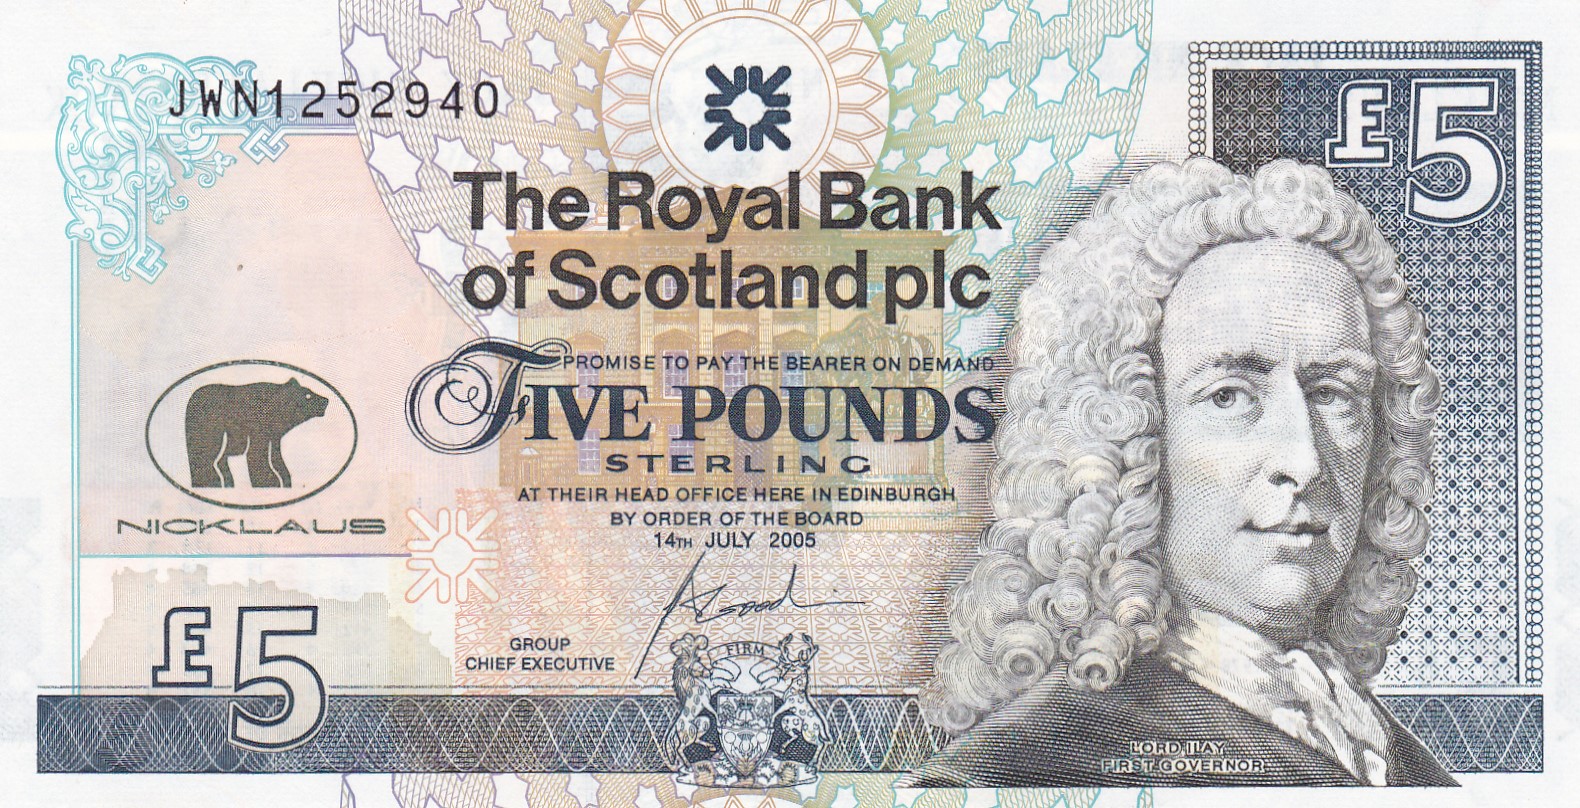 JWN1252940
£5
The Royal Bank
of Scotland plc
PROMISE TO PAY THE BEARER ON DEMAND
FIVE POUNDS
STERLING
AT THEIR HEAD OFFICE HERE IN EDINBURGH
BY ORDER OF THE BOARD
14TH JULY 2005
NICKLAUS
GROUP
CHIEF EXECUTIVE
FIRM
£5
LORD ILAY
FIRST GOVERNOR